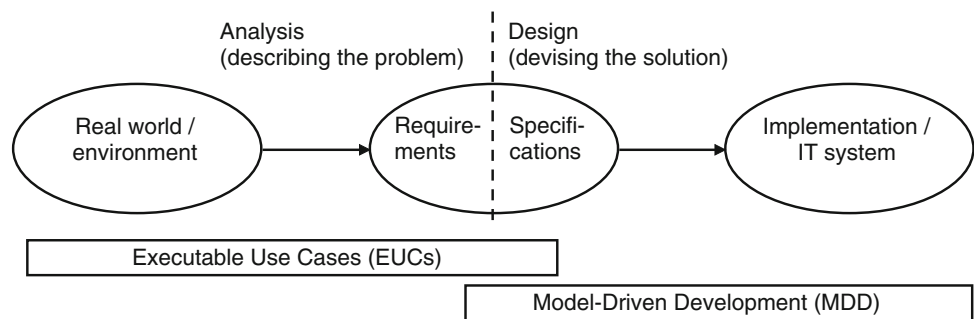 Analysis
(describing the problem)
Design
(devising the solution)
Real world /
environment
Require-
ments
Specifi-
cations
Implementation /
IT system
Executable Use Cases (EUCs)
Model-Driven Development (MDD)